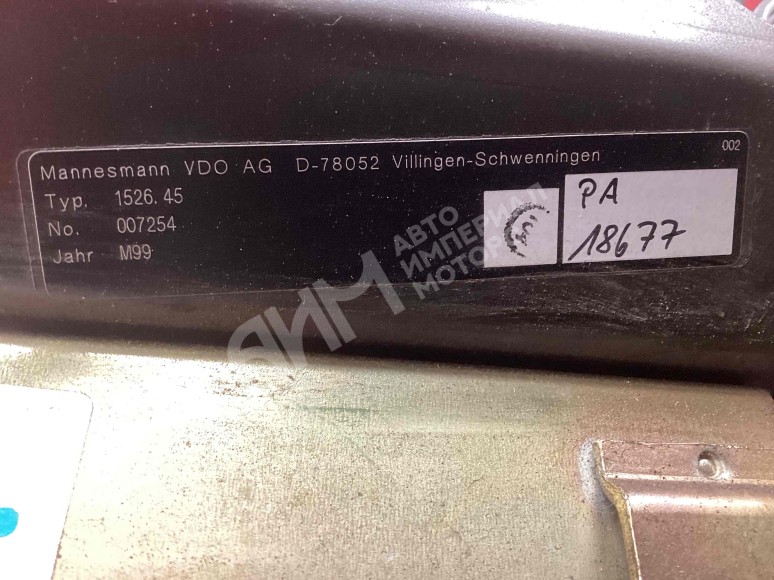 Mannesmann VDO AG D-78052 Villingen-Schwenningen
002
Typ. 1526.45
No. 007254
Jahr M99
PA
18677
АИМ
АВТО
ИМПЕРИАЛ
МОТОРС